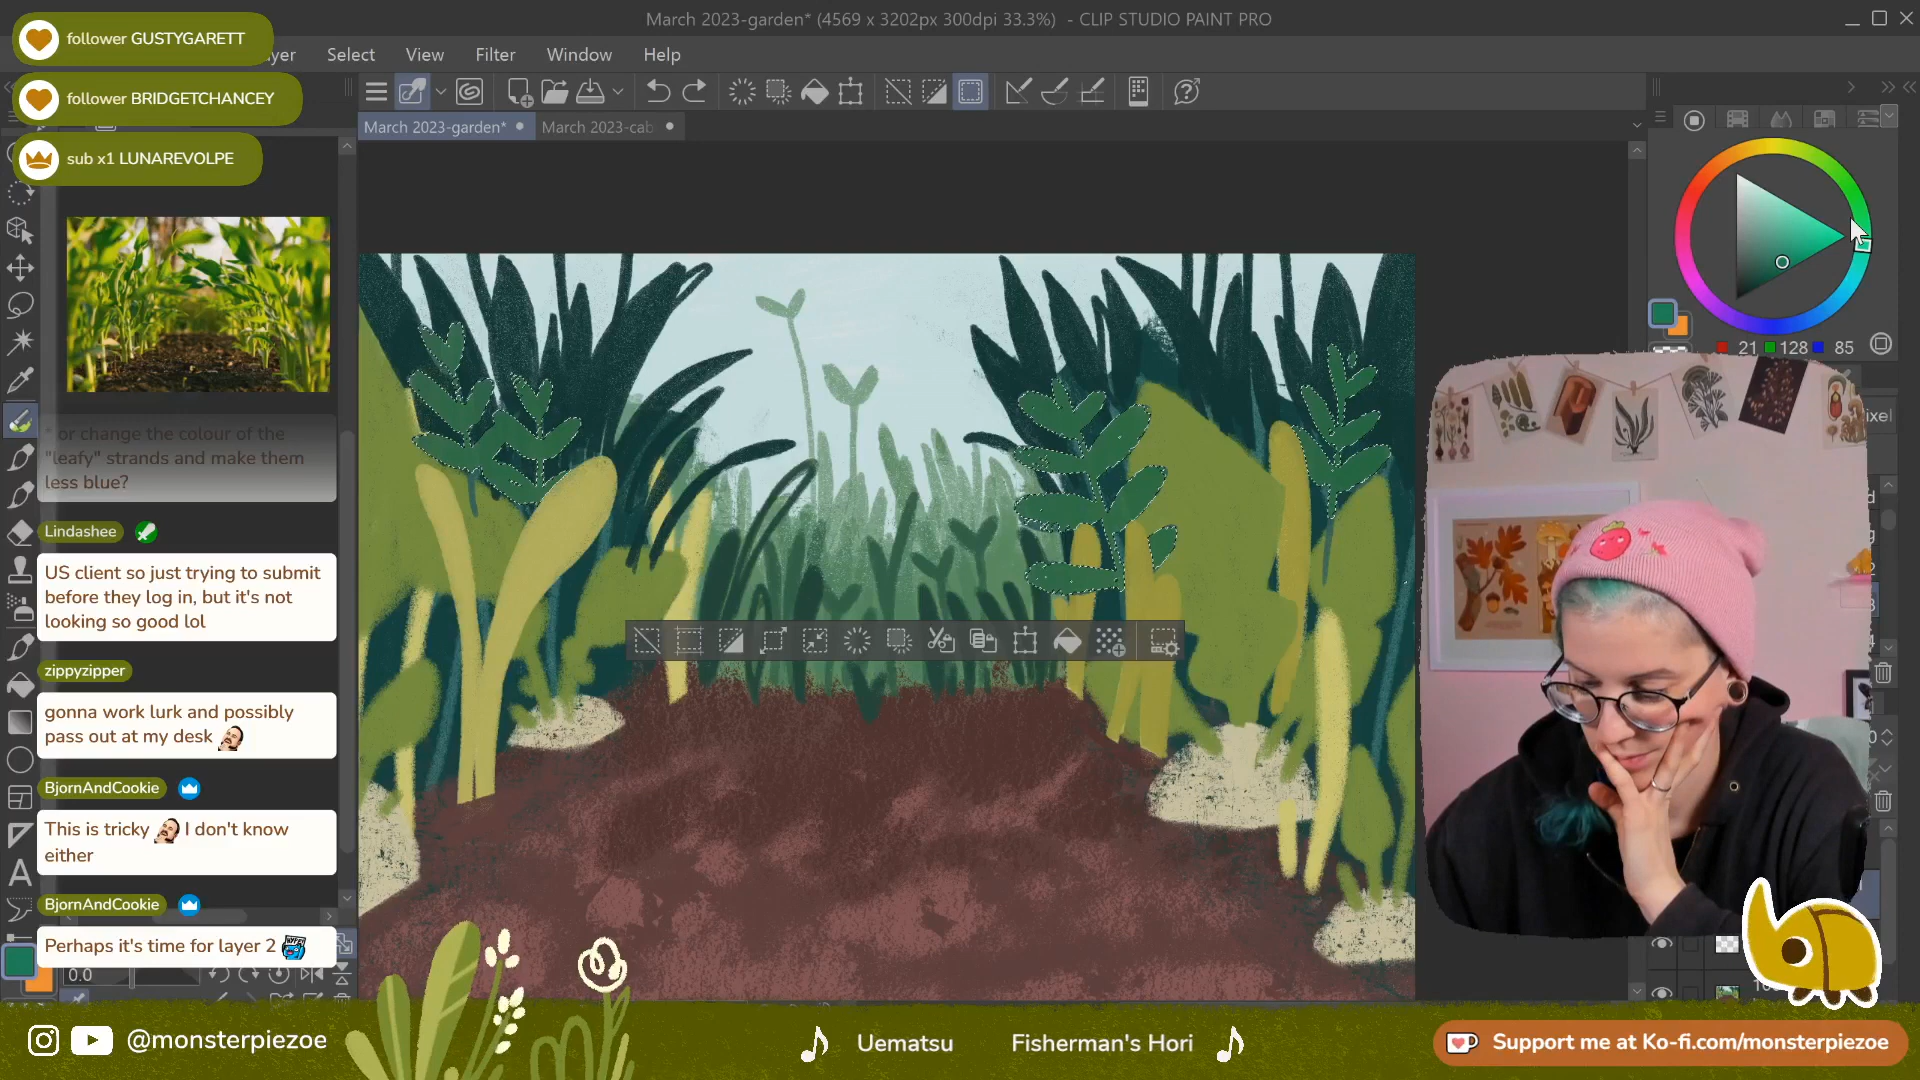 March 2023-garden* (4569 x 3202px 300dpi 33.3%) - CLIP STUDIO PAINT PRO
follower GUSTYGARETT
Select View Filter Window Help
follower BRIDGETCHANCEY
March 2023-garden* March 2023-cab
sub x1 LUNAREVOLPE
21 128 85
* or change the colour of the
"leafy" strands and make them
less blue?
Lindashee
US client so just trying to submit
before they log in, but it's not
looking so good lol
zippyzipper
gonna work lurk and possibly
pass out at my desk
BjornAndCookie
This is tricky I don't know
either
BjornAndCookie
Perhaps it's time for layer 2
0.0
@monsterpiezoe
Uematsu Fisherman's Hori
Support me at Ko-fi.com/monsterpiezoe